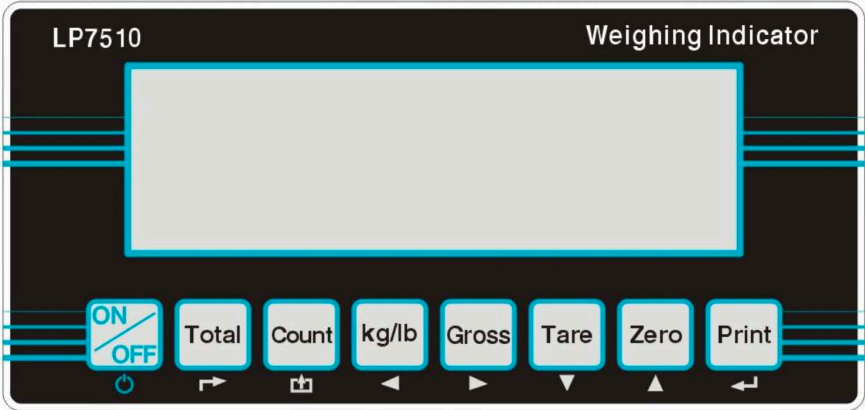 LP7510 Weighing Indicator
ON OFF Total Count kg/lb Gross Tare Zero Print